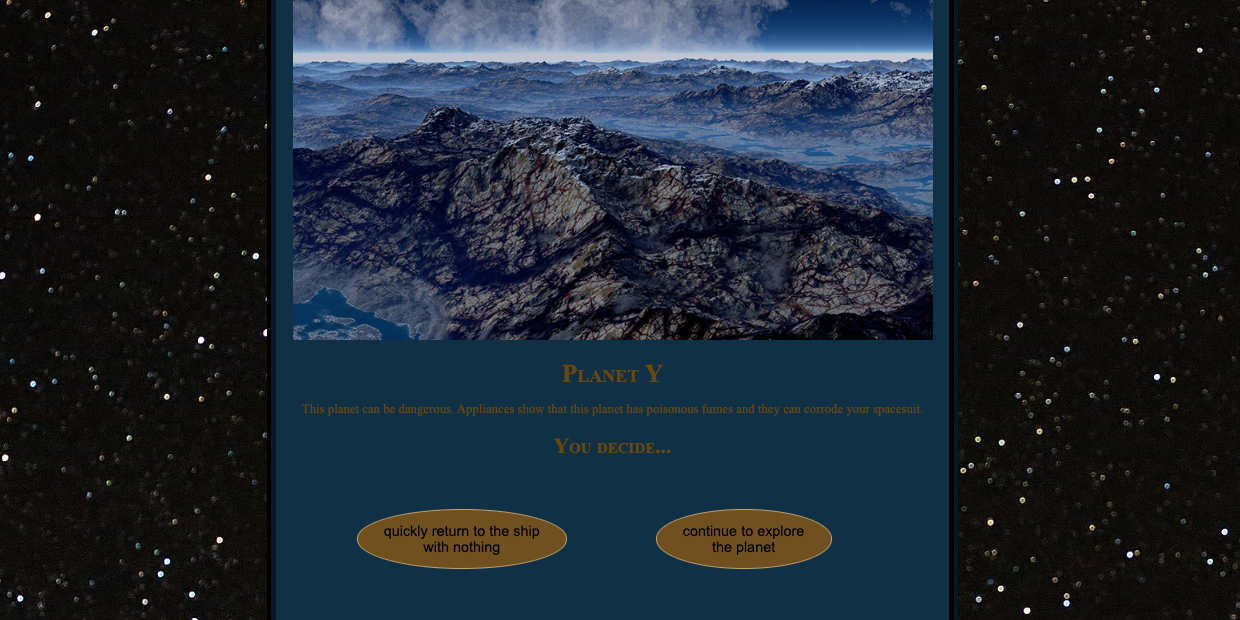 Planet Y
This planet can be dangerous. Appliances show that this planet has poisonous fumes and they can corrode your spacesuit.
You decide...
quickly return to the ship
with nothing
continue to explore
the planet